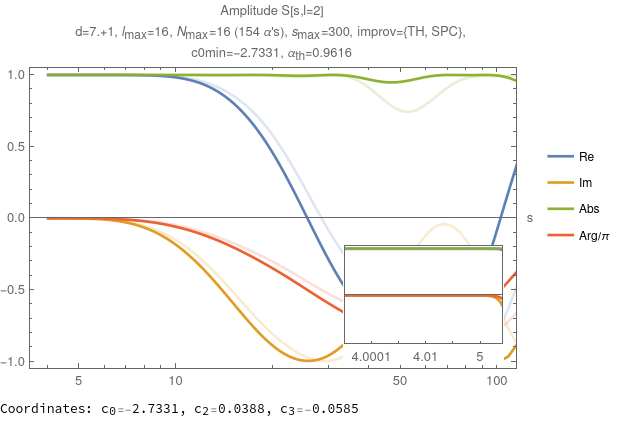 Amplitude S[s,l=2]
d=7.+1, lmax=16, Nmax=16 (154 α's), smax=300, improv={TH, SPC},
c0min=−2.7331, αth=0.9616
1.0
0.5
0.0
−0.5
−1.0
s
Re
Im
Abs
Arg/π
4.0001 4.01 5
5 10 50 100
Coordinates: c0=−2.7331, c2=0.0388, c3=−0.0585